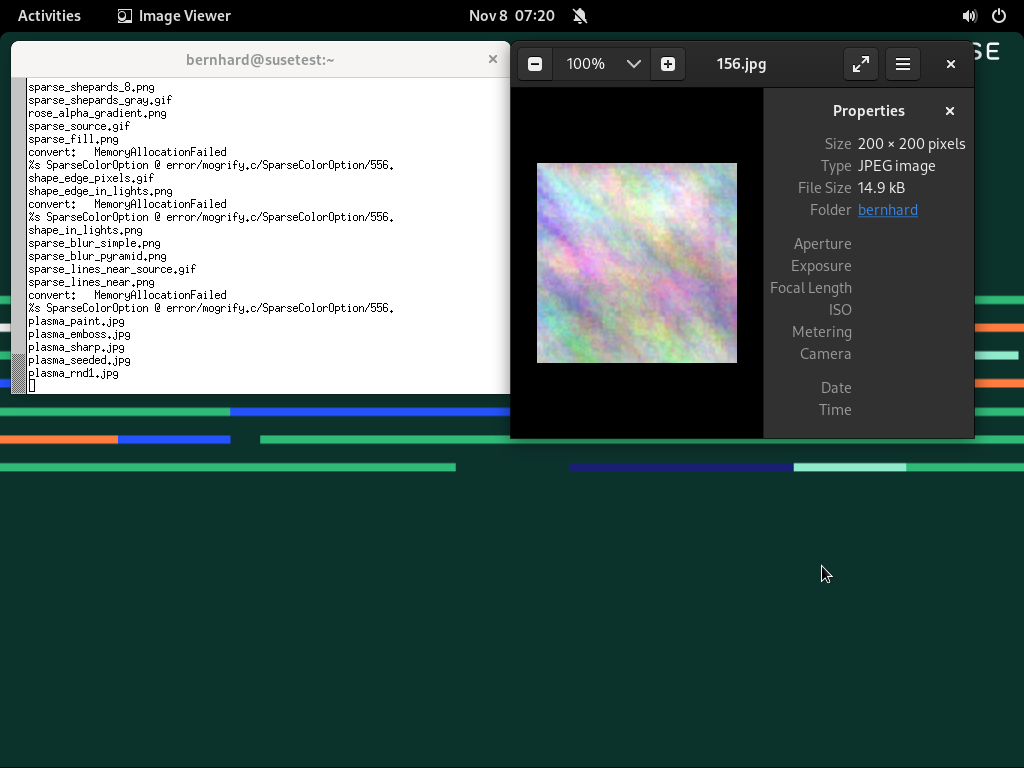 Activities
Image Viewer
Nov 8 07:20
bernhard@susetest:~
sparse_shepards_8.png
sparse_shepards_gray.gif
rose_alpha_gradient.png
sparse_source.gif
sparse_fill.png
convert:   MemoryAllocationFailed
%s SparseColorOption @ error/mogrify.c/SparseColorOption/556.
shape_edge_pixels.gif
shape_edge_in_lights.png
convert:   MemoryAllocationFailed
%s SparseColorOption @ error/mogrify.c/SparseColorOption/556.
shape_in_lights.png
sparse_blur_simple.png
sparse_blur_pyramid.png
sparse_lines_near_source.gif
sparse_lines_near.png
convert:   MemoryAllocationFailed
%s SparseColorOption @ error/mogrify.c/SparseColorOption/556.
plasma_paint.jpg
plasma_emboss.jpg
plasma_sharp.jpg
plasma_seeded.jpg
plasma_rnd1.jpg
100%
156.jpg
Properties
Size 200 × 200 pixels
Type JPEG image
File Size 14.9 kB
Folder bernhard
Aperture
Exposure
Focal Length
ISO
Metering
Camera
Date
Time
SE